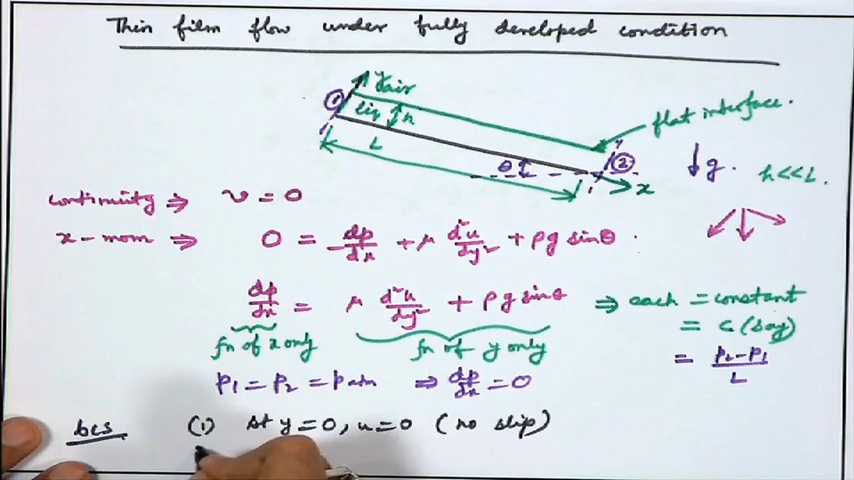 Thin film flow under fully developed condition
① y air
liq h
flat interface.
L
θ ② ↓g. h<<L.
x
continuity ⇒ v = 0
x-mom ⇒ 0 = -dp/dx + μ d²u/dy² + ρg sinθ.
dp/dx = μ d²u/dy² + ρg sinθ ⇒ each = constant
= c (say)
fn of x only fn of y only
= p₂-p₁/L
p₁ = p₂ = patm ⇒ dp/dx = 0
bcs (1) at y=0, u=0 (no slip)